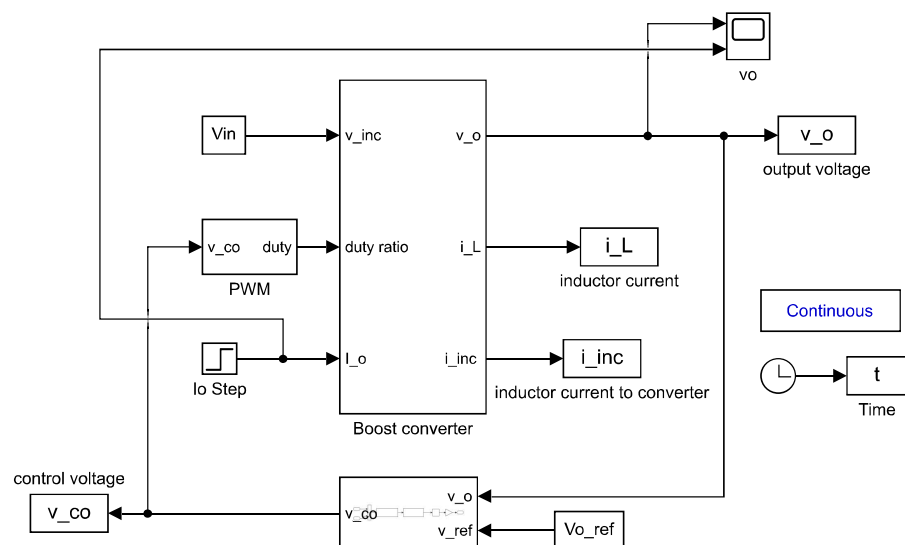 vo
Vin
v_inc
v_o
v_o
output voltage
v_co
duty
duty ratio
i_L
i_L
PWM
inductor current
Continuous
I_o
i_inc
i_inc
t
Io Step
inductor current to converter
Time
Boost converter
control voltage
v_co
v_co
v_o
v_ref
Vo_ref